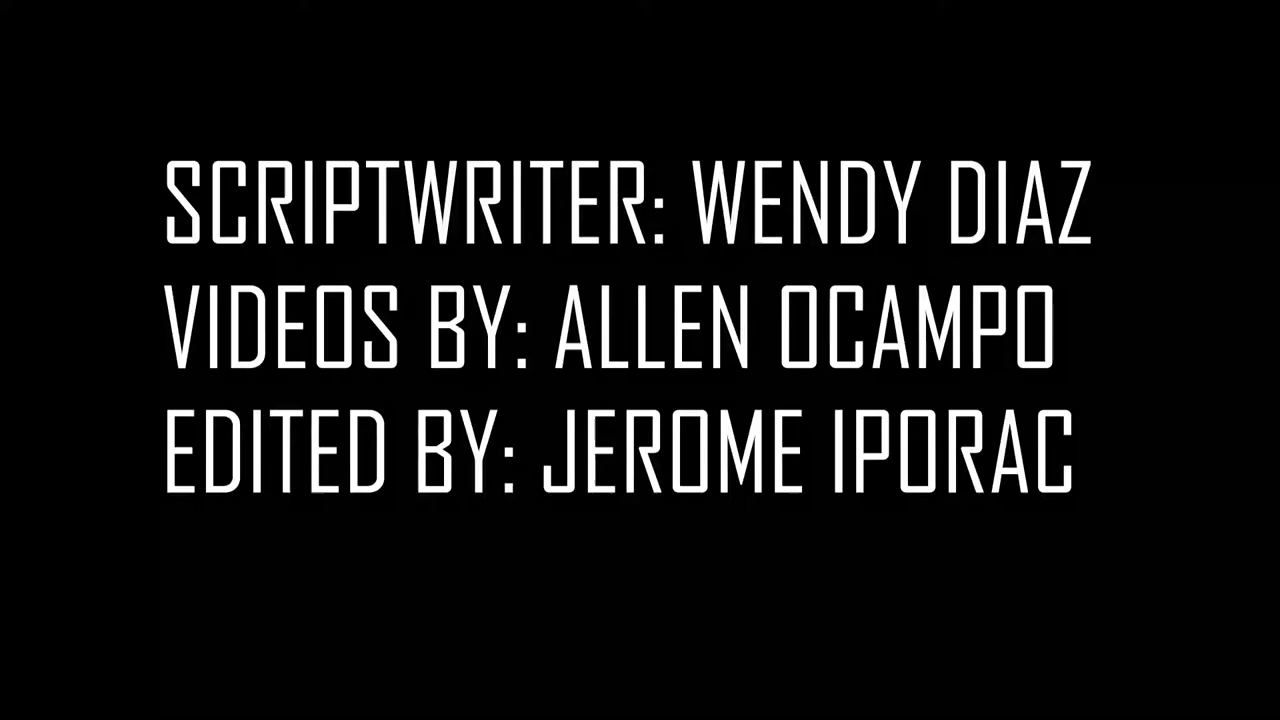 SCRIPTWRITER: WENDY DIAZ
VIDEOS BY: ALLEN OCAMPO
EDITED BY: JEROME IPORAC